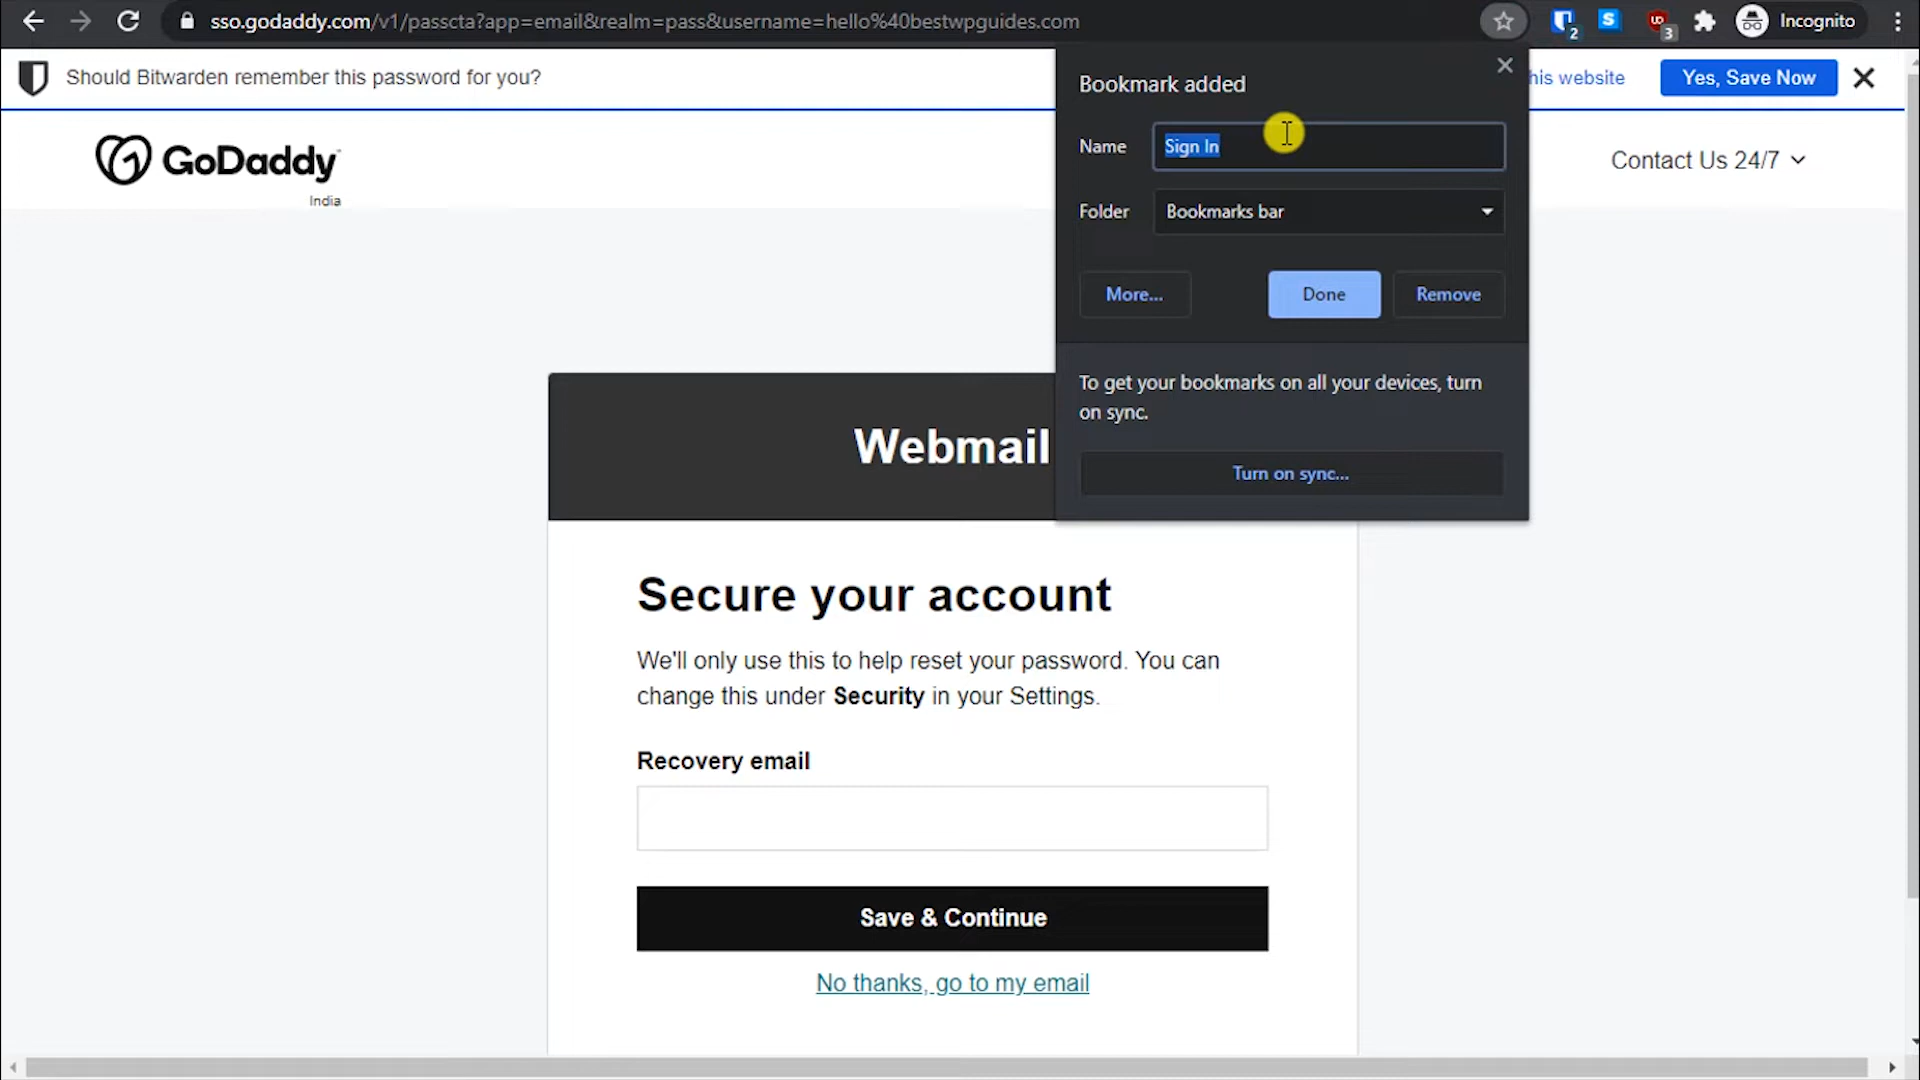 sso.godaddy.com/v1/passcta?app=email&realm=pass&username=hello%40bestwpguides.com
2
S
3
Incognito
Should Bitwarden remember this password for you?
his website
Yes, Save Now
GoDaddy
India
Contact Us 24/7
Bookmark added
Name
Sign In
Folder
Bookmarks bar
More...
Done
Remove
To get your bookmarks on all your devices, turn
on sync.
Turn on sync...
Webmail
Secure your account
We'll only use this to help reset your password. You can
change this under Security in your Settings.
Recovery email
Save & Continue
No thanks, go to my email